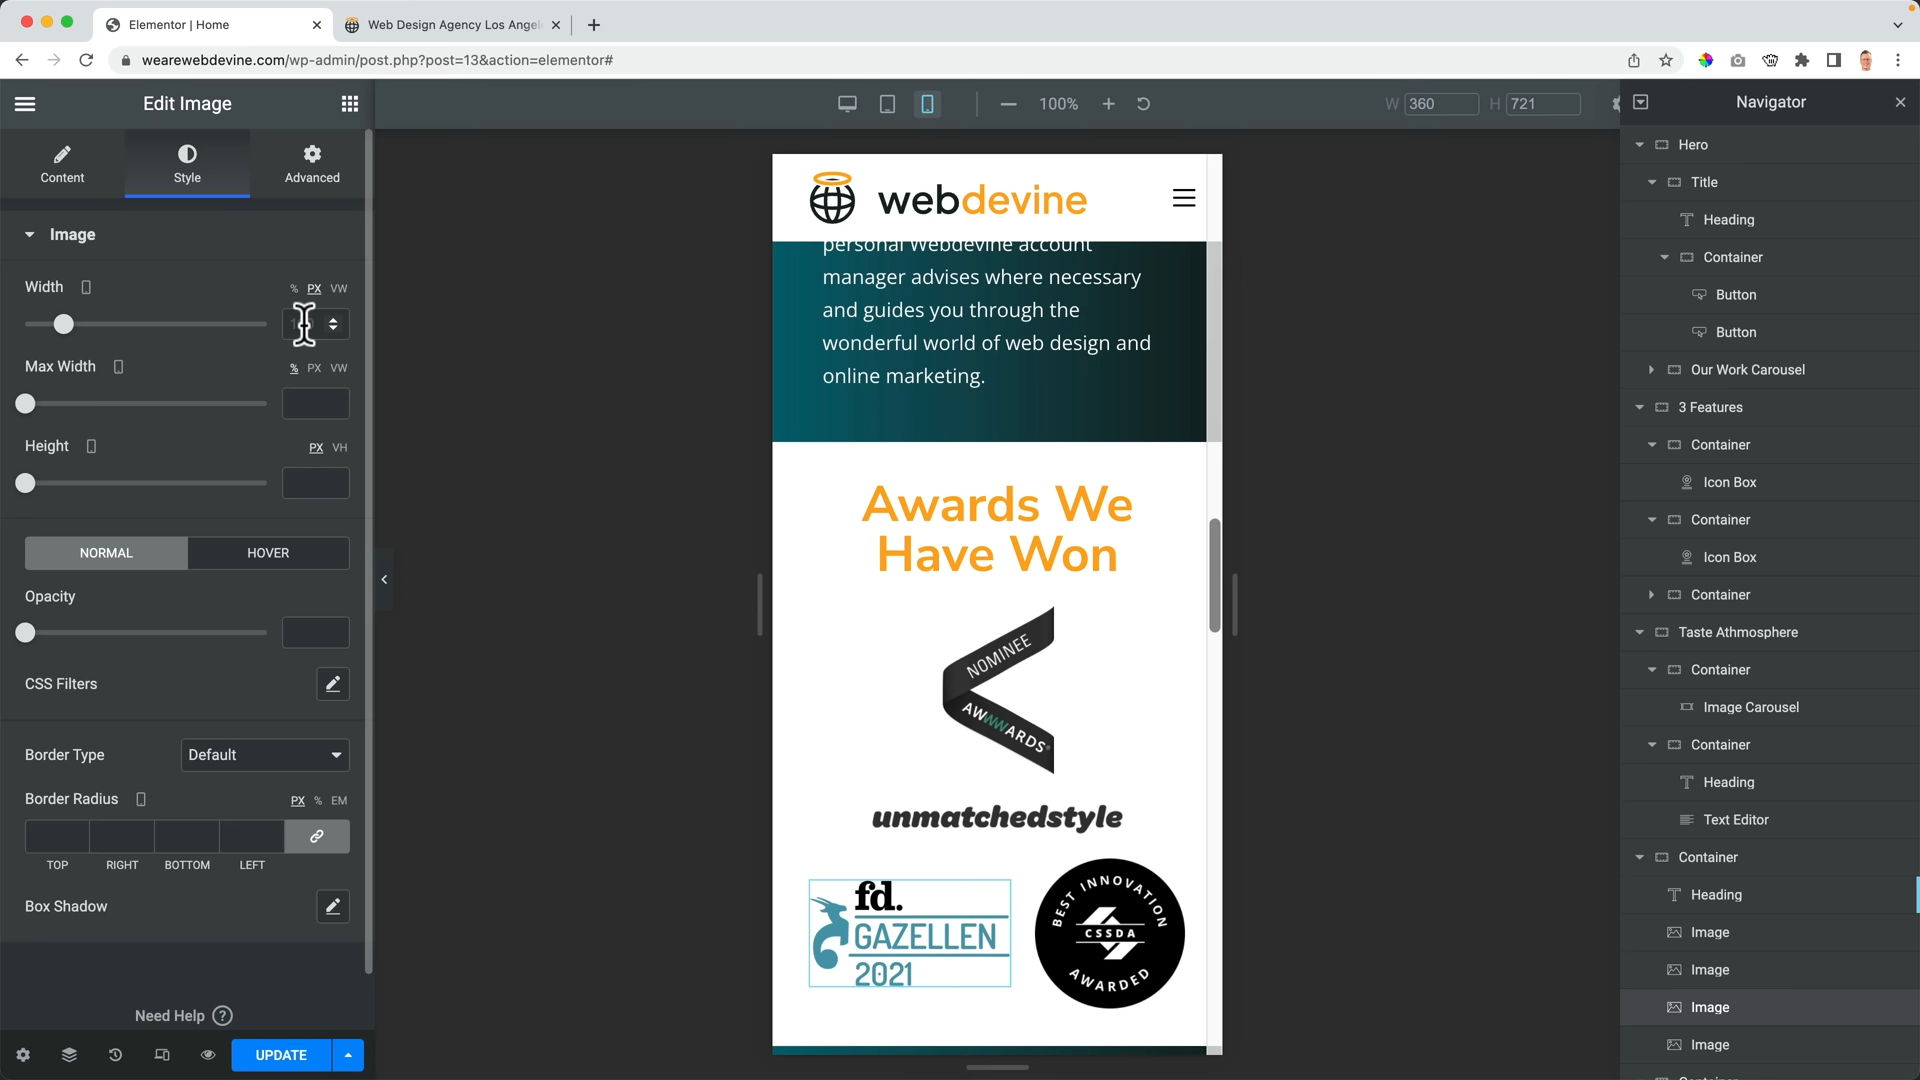 Elementor | Home
Web Design Agency Los Angel
wearewebdevine.com/wp-admin/post.php?post=13&action=elementor#
Edit Image
100%
W 360
H 721
Navigator
Content
Style
Advanced
Image
Width
% PX VW
Max Width
% PX VW
Height
PX VH
NORMAL
HOVER
Opacity
CSS Filters
Border Type
Default
Border Radius
PX % EM
TOP
RIGHT
BOTTOM
LEFT
Box Shadow
Need Help ?
UPDATE
webdevine
personal Webdevine account
manager advises where necessary
and guides you through the
wonderful world of web design and
online marketing.
Awards We
Have Won
NOMINEE
AWWWARDS
unmatchedstyle
fd.
GAZELLEN
2021
BEST INNOVATION
CSSDA
AWARDED
Hero
Title
Heading
Container
Button
Button
Our Work Carousel
3 Features
Container
Icon Box
Container
Icon Box
Container
Taste Athmosphere
Container
Image Carousel
Container
Heading
Text Editor
Container
Heading
Image
Image
Image
Image